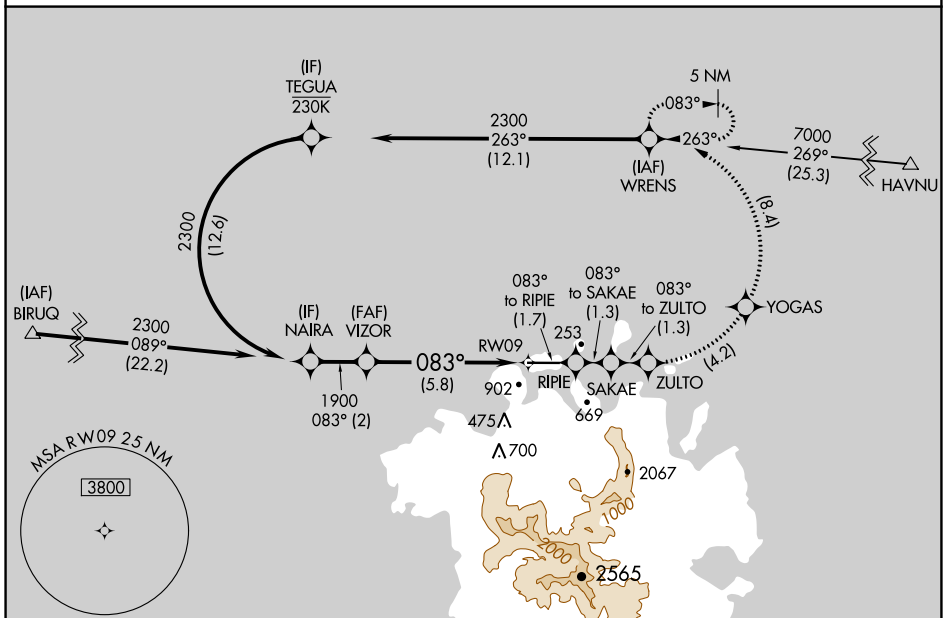 (IF)
TEGUA
230K
5 NM
083°
2300
263°
(12.1)
263°
7000
269°
(25.3)
HAVNU
(IAF)
WRENS
2300
(12.6)
(8.4)
(IAF)
BIRUQ
2300
089°
(22.2)
(IF)
NAIRA
(FAF)
VIZOR
083°
(5.8)
1900
083° (2)
RW09
083°
to RIPIE
(1.7)
083°
to SAKAE
(1.3)
083°
to ZULTO
(1.3)
YOGAS
(4.2)
253
RIPIE
SAKAE
ZULTO
902
669
475
700
2067
1000
2000
2565
MSA RW09 25 NM
3800